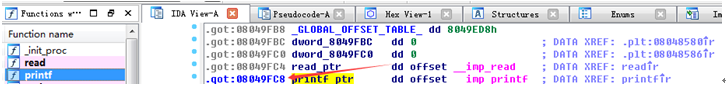 Functions w
IDA View-A
Pseudocode-A
Hex View-1
Structures
Enums
Function name
_init_proc
read
printf
.got:08049FB8 _GLOBAL_OFFSET_TABLE_ dd 8049ED8h
.got:08049FBC dword_8049FBC dd 0 ; DATA XREF: .plt:08048580↑r
.got:08049FC0 dword_8049FC0 dd 0 ; DATA XREF: .plt:08048586↑r
.got:08049FC4 read_ptr dd offset __imp_read ; DATA XREF: read↑r
.got:08049FC8 printf_ptr dd offset __imp_printf ; DATA XREF: printf↑r